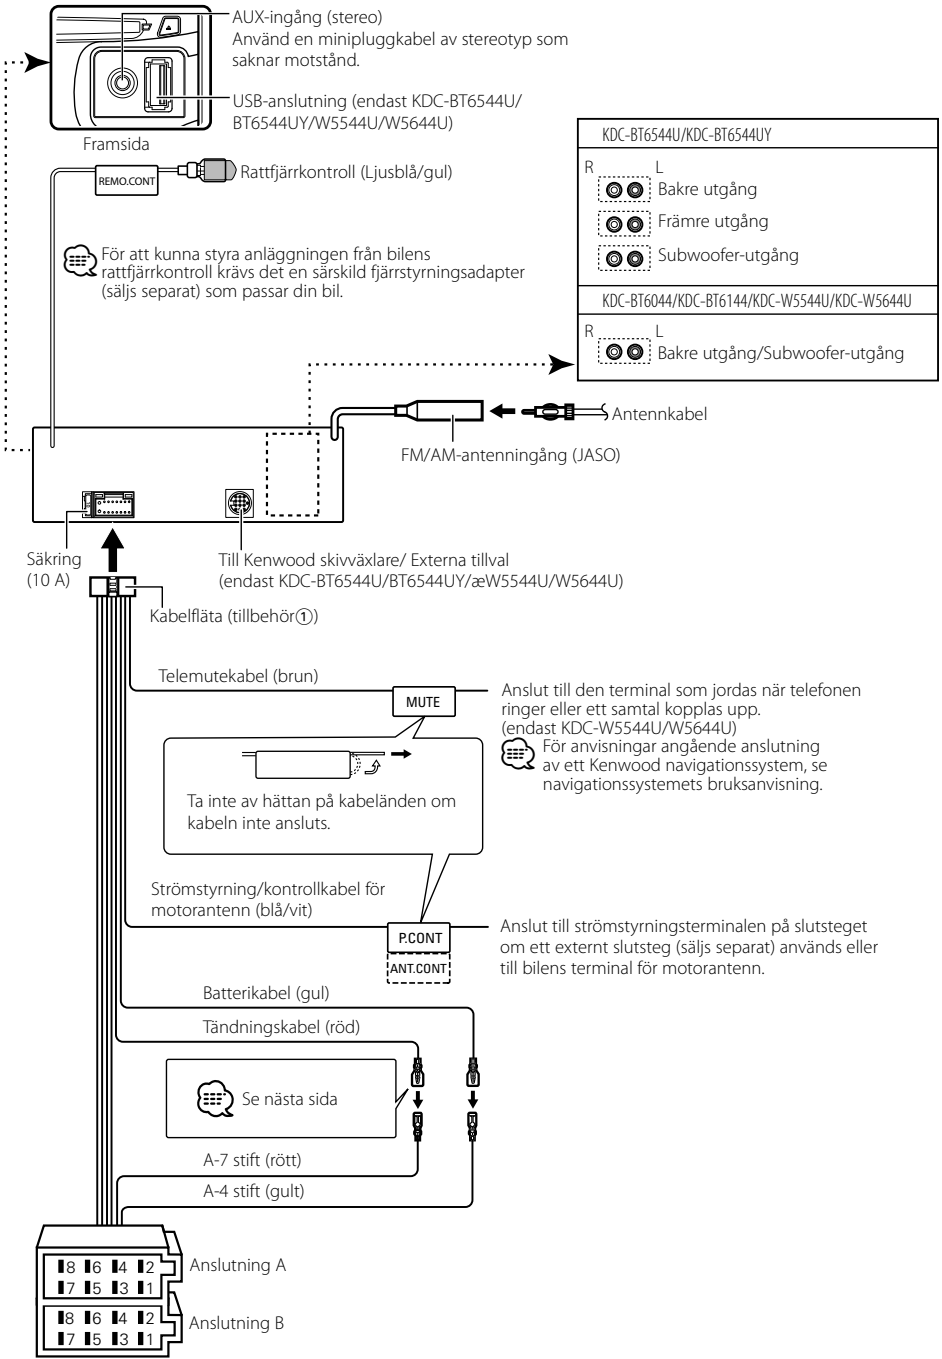 AUX-ingång (stereo)
Använd en minipluggkabel av stereotyp som
saknar motstånd.
USB-anslutning (endast KDC-BT6544U/
BT6544UY/W5544U/W5644U)
Framsida
REMO.CONT
Rattfjärrkontroll (Ljusblå/gul)
För att kunna styra anläggningen från bilens
rattfjärrkontroll krävs det en särskild fjärrstyrningsadapter
(säljs separat) som passar din bil.
KDC-BT6544U/KDC-BT6544UY
R L
Bakre utgång
Främre utgång
Subwoofer-utgång
KDC-BT6044/KDC-BT6144/KDC-W5544U/KDC-W5644U
R L
Bakre utgång/Subwoofer-utgång
Antennkabel
FM/AM-antenningång (JASO)
Säkring
(10 A)
Till Kenwood skivväxlare/ Externa tillval
(endast KDC-BT6544U/BT6544UY/æW5544U/W5644U)
Kabelfläta (tillbehör①)
Telemutekabel (brun)
MUTE
Anslut till den terminal som jordas när telefonen
ringer eller ett samtal kopplas upp.
(endast KDC-W5544U/W5644U)
För anvisningar angående anslutning
av ett Kenwood navigationssystem, se
navigationssystemets bruksanvisning.
Ta inte av hättan på kabeländen om
kabeln inte ansluts.
Strömstyrning/kontrollkabel för
motorantenn (blå/vit)
P.CONT
ANT.CONT
Anslut till strömstyrningsterminalen på slutsteget
om ett externt slutsteg (säljs separat) används eller
till bilens terminal för motorantenn.
Batterikabel (gul)
Tändningskabel (röd)
Se nästa sida
A-7 stift (rött)
A-4 stift (gult)
8 6 4 2
7 5 3 1
Anslutning A
8 6 4 2
7 5 3 1
Anslutning B